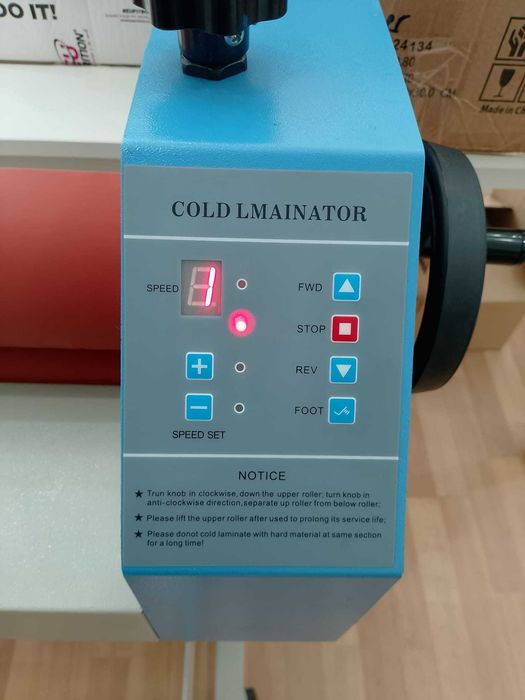 DO IT!
24134
80
Made in Ch
COLD LMAINATOR
SPEED
1
FWD
STOP
REV
FOOT
SPEED SET
NOTICE
★ Trun knob in clockwise,down the upper roller; turn knob in
anti-clockwise direction,separate up roller from below roller;
★ Please lift the upper roller after used to prolong its service life;
★ Please donot cold laminate with hard material at same section
for a long time!